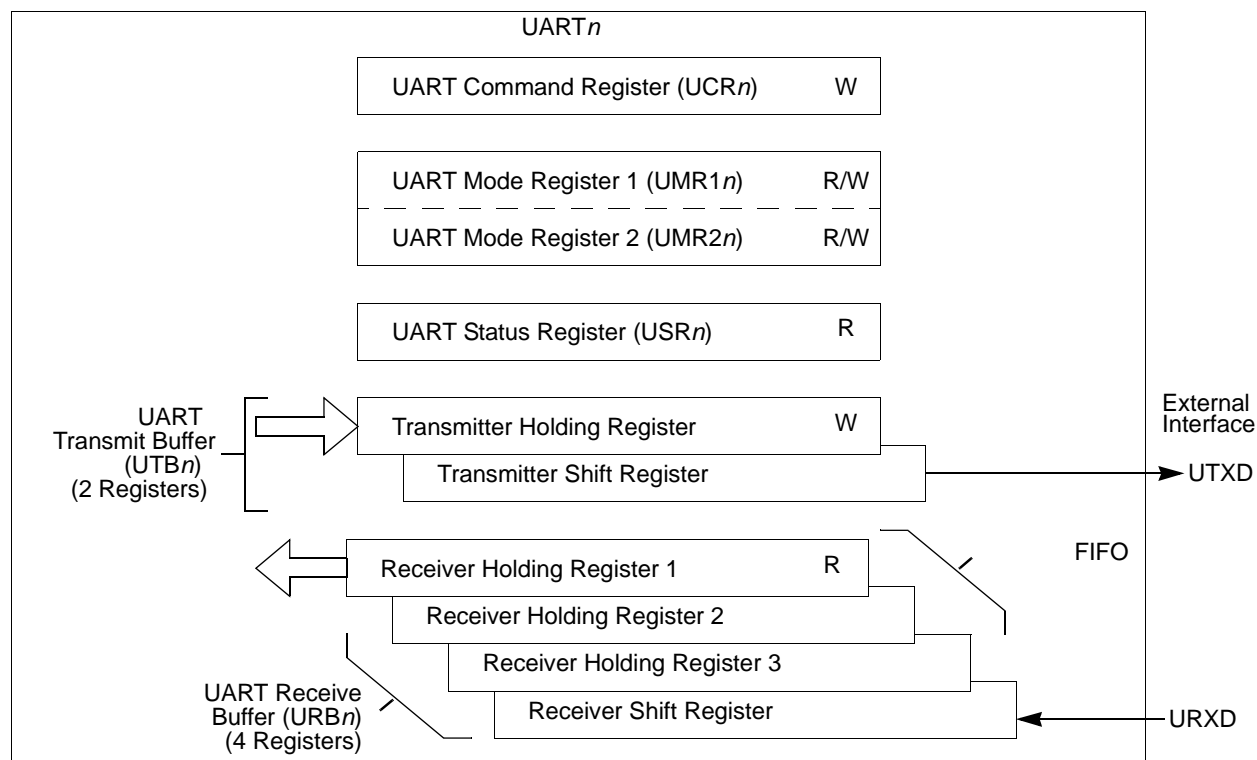 UARTn
UART Command Register (UCRn) W
UART Mode Register 1 (UMR1n) R/W
UART Mode Register 2 (UMR2n) R/W
UART Status Register (USRn) R
UART
Transmit Buffer
(UTBn)
(2 Registers)
Transmitter Holding Register W
Transmitter Shift Register
External
Interface
UTXD
FIFO
Receiver Holding Register 1 R
Receiver Holding Register 2
Receiver Holding Register 3
Receiver Shift Register
UART Receive
Buffer (URBn)
(4 Registers)
URXD